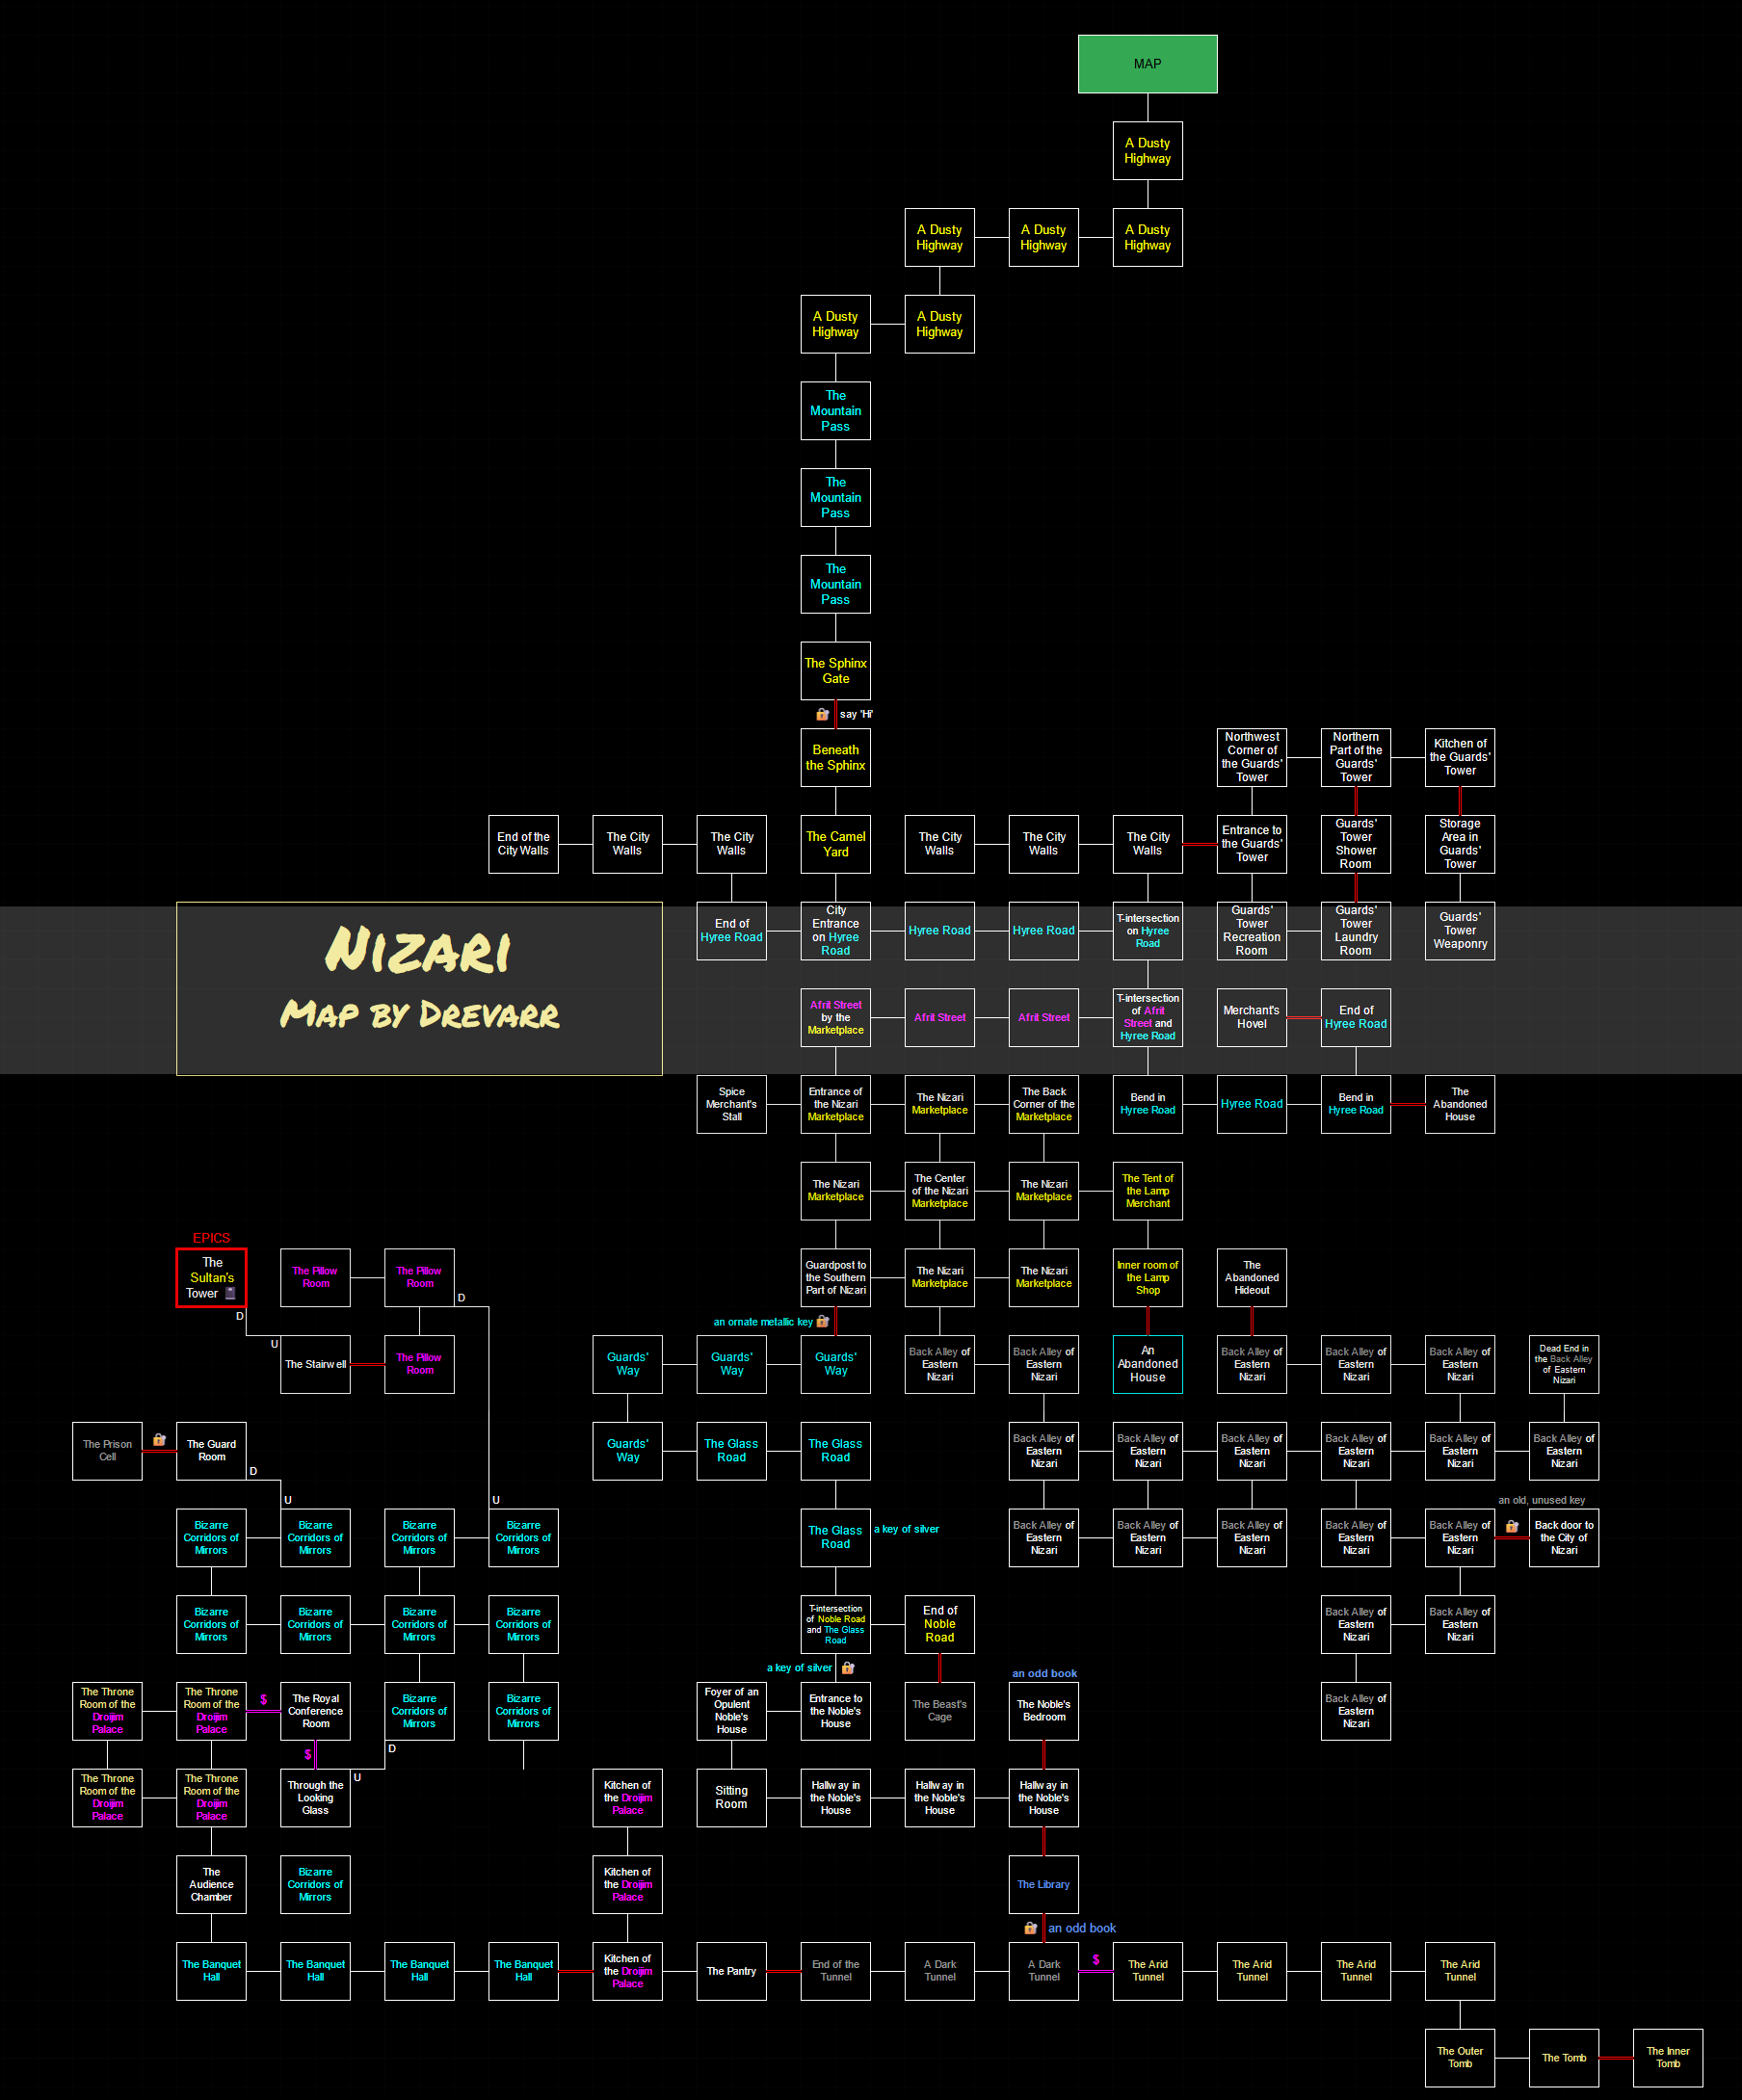 MAP
A Dusty
Highway
A Dusty
Highway
A Dusty
Highway
A Dusty
Highway
A Dusty
Highway
A Dusty
Highway
The
Mountain
Pass
The
Mountain
Pass
The
Mountain
Pass
The Sphinx
Gate
say 'Hi'
Beneath
the Sphinx
Northwest
Corner of
the Guards'
Tower
Northern
Part of the
Guards'
Tower
Kitchen of
the Guards'
Tower
End of the
City Walls
The City
Walls
The City
Walls
The Camel
Yard
The City
Walls
The City
Walls
The City
Walls
Entrance to
the Guards'
Tower
Guards'
Tower
Shower
Room
Storage
Area in
Guards'
Tower
Nizari
Map by Drevarr
End of
Hyree Road
City
Entrance
on Hyree
Road
Hyree Road
Hyree Road
T-intersection
on Hyree
Road
Guards'
Tower
Recreation
Room
Guards'
Tower
Laundry
Room
Guards'
Tower
Weaponry
Afrit Street
by the
Marketplace
Afrit Street
Afrit Street
T-intersection
of Afrit
Street and
Hyree Road
Merchant's
Hovel
End of
Hyree Road
Spice
Merchant's
Stall
Entrance of
the Nizari
Marketplace
The Nizari
Marketplace
The Back
Corner of the
Marketplace
Bend in
Hyree Road
Hyree Road
Bend in
Hyree Road
The
Abandoned
House
The Nizari
Marketplace
The Center
of the Nizari
Marketplace
The Nizari
Marketplace
The Tent of
the Lamp
Merchant
EPICS
The
Sultan's
Tower
The Pillow
Room
The Pillow
Room
Guardpost to
the Southern
Part of Nizari
The Nizari
Marketplace
The Nizari
Marketplace
Inner room of
the Lamp
Shop
The
Abandoned
Hideout
D
D
an ornate metallic key
U
The Stairwell
The Pillow
Room
Guards'
Way
Guards'
Way
Guards'
Way
Back Alley of
Eastern
Nizari
Back Alley of
Eastern
Nizari
An
Abandoned
House
Back Alley of
Eastern
Nizari
Back Alley of
Eastern
Nizari
Back Alley of
Eastern
Nizari
Dead End in
the Back Alley
of Eastern
Nizari
The Prison
Cell
The Guard
Room
Guards'
Way
The Glass
Road
The Glass
Road
Back Alley of
Eastern
Nizari
Back Alley of
Eastern
Nizari
Back Alley of
Eastern
Nizari
Back Alley of
Eastern
Nizari
Back Alley of
Eastern
Nizari
Back Alley of
Eastern
Nizari
D
U
U
an old, unused key
Bizarre
Corridors of
Mirrors
Bizarre
Corridors of
Mirrors
Bizarre
Corridors of
Mirrors
Bizarre
Corridors of
Mirrors
The Glass
Road
a key of silver
Back Alley of
Eastern
Nizari
Back Alley of
Eastern
Nizari
Back Alley of
Eastern
Nizari
Back Alley of
Eastern
Nizari
Back Alley of
Eastern
Nizari
Back door to
the City of
Nizari
Bizarre
Corridors of
Mirrors
Bizarre
Corridors of
Mirrors
Bizarre
Corridors of
Mirrors
Bizarre
Corridors of
Mirrors
T-intersection
of Noble Road
and The Glass
Road
End of
Noble
Road
Back Alley of
Eastern
Nizari
Back Alley of
Eastern
Nizari
a key of silver
an odd book
The Throne
Room of the
Droijim
Palace
The Throne
Room of the
Droijim
Palace
$
The Royal
Conference
Room
Bizarre
Corridors of
Mirrors
Bizarre
Corridors of
Mirrors
Foyer of an
Opulent
Noble's
House
Entrance to
the Noble's
House
The Beast's
Cage
The Noble's
Bedroom
Back Alley of
Eastern
Nizari
$
D
U
The Throne
Room of the
Droijim
Palace
The Throne
Room of the
Droijim
Palace
Through the
Looking
Glass
Kitchen of
the Droijim
Palace
Sitting
Room
Hallway in
the Noble's
House
Hallway in
the Noble's
House
Hallway in
the Noble's
House
The
Audience
Chamber
Bizarre
Corridors of
Mirrors
Kitchen of
the Droijim
Palace
The Library
an odd book
The Banquet
Hall
The Banquet
Hall
The Banquet
Hall
The Banquet
Hall
Kitchen of
the Droijim
Palace
The Pantry
End of the
Tunnel
A Dark
Tunnel
A Dark
Tunnel
$
The Arid
Tunnel
The Arid
Tunnel
The Arid
Tunnel
The Arid
Tunnel
The Outer
Tomb
The Tomb
The Inner
Tomb